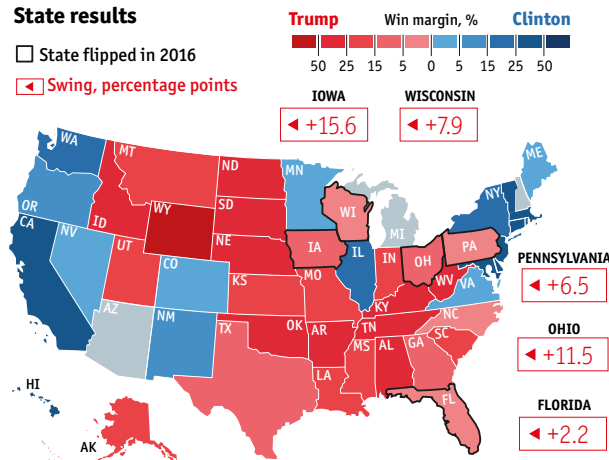 State results
State flipped in 2016
Swing, percentage points
Trump Win margin, % Clinton
50 25 15 5 0 5 15 25 50
IOWA
+15.6
WISCONSIN
+7.9
WA
MT
ND
MN
ME
OR
ID
WY
SD
WI
MI
NY
CA
NV
UT
CO
NE
IA
IL
IN
OH
PA
KS
MO
WV
VA
KY
AZ
NM
TX
OK
AR
TN
NC
SC
MS
AL
GA
LA
FL
HI
AK
PENNSYLVANIA
+6.5
OHIO
+11.5
FLORIDA
+2.2